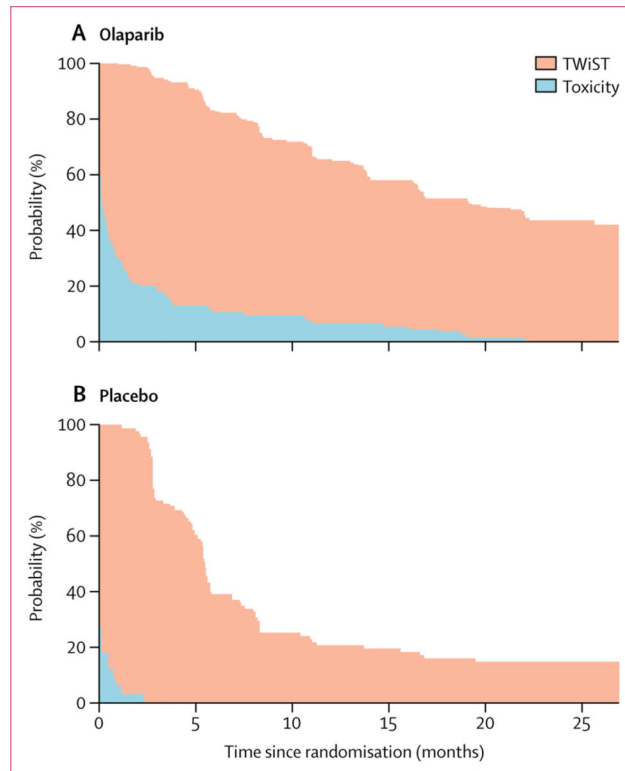 A Olaparib
TWiST
Toxicity
100
80
60
40
20
0
Probability (%)
B Placebo
100
80
60
40
20
0
Probability (%)
0 5 10 15 20 25
Time since randomisation (months)